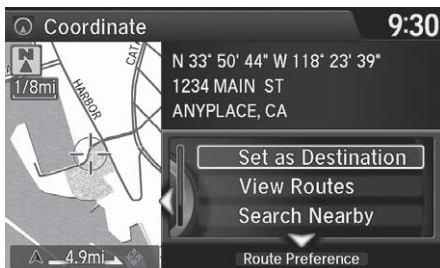 Coordinate
9:30
N
1/8mi
CAT
HARBOR
4.9mi
N 33° 50' 44" W 118° 23' 39"
1234 MAIN ST
ANYPLACE, CA
Set as Destination
View Routes
Search Nearby
Route Preference